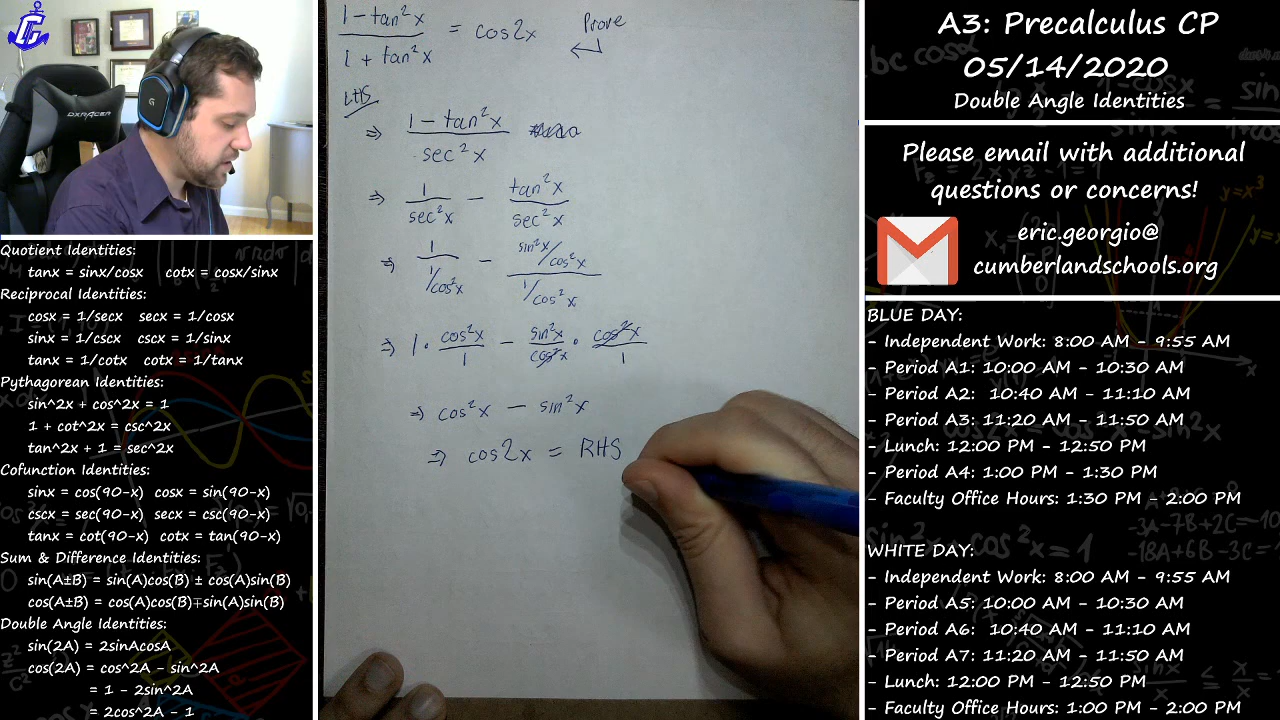 Quotient Identities:
tanx = sinx/cosx cotx = cosx/sinx
Reciprocal Identities:
cosx = 1/secx secx = 1/cosx
sinx = 1/cscx cscx = 1/sinx
tanx = 1/cotx cotx = 1/tanx
Pythagorean Identities:
sin^2x + cos^2x = 1
1 + cot^2x = csc^2x
tan^2x + 1 = sec^2x
Cofunction Identities:
sinx = cos(90-x) cosx = sin(90-x)
cscx = sec(90-x) secx = csc(90-x)
tanx = cot(90-x) cotx = tan(90-x)
Sum & Difference Identities:
sin(A±B) = sin(A)cos(B) ± cos(A)sin(B)
cos(A±B) = cos(A)cos(B)∓sin(A)sin(B)
Double Angle Identities:
sin(2A) = 2sinAcosA
cos(2A) = cos^2A - sin^2A
= 1 - 2sin^2A
= 2cos^2A - 1
DXRACER
G
1 - tan²x / 1 + tan²x = cos2x Prove
LHS
⇒ 1 - tan²x / sec²x
⇒ 1/sec²x - tan²x/sec²x
⇒ 1/(1/cos²x) - (sin²x/cos²x)/(1/cos²x)
⇒ 1 · cos²x/1 - sin²x/cos²x · cos²x/1
⇒ cos²x - sin²x
⇒ cos2x = RHS
A3: Precalculus CP
05/14/2020
Double Angle Identities
Please email with additional
questions or concerns!
eric.georgio@
cumberlandschools.org
BLUE DAY:
- Independent Work: 8:00 AM - 9:55 AM
- Period A1: 10:00 AM - 10:30 AM
- Period A2: 10:40 AM - 11:10 AM
- Period A3: 11:20 AM - 11:50 AM
- Lunch: 12:00 PM - 12:50 PM
- Period A4: 1:00 PM - 1:30 PM
- Faculty Office Hours: 1:30 PM - 2:00 PM
WHITE DAY:
- Independent Work: 8:00 AM - 9:55 AM
- Period A5: 10:00 AM - 10:30 AM
- Period A6: 10:40 AM - 11:10 AM
- Period A7: 11:20 AM - 11:50 AM
- Lunch: 12:00 PM - 12:50 PM
- Faculty Office Hours: 1:00 PM - 2:00 PM